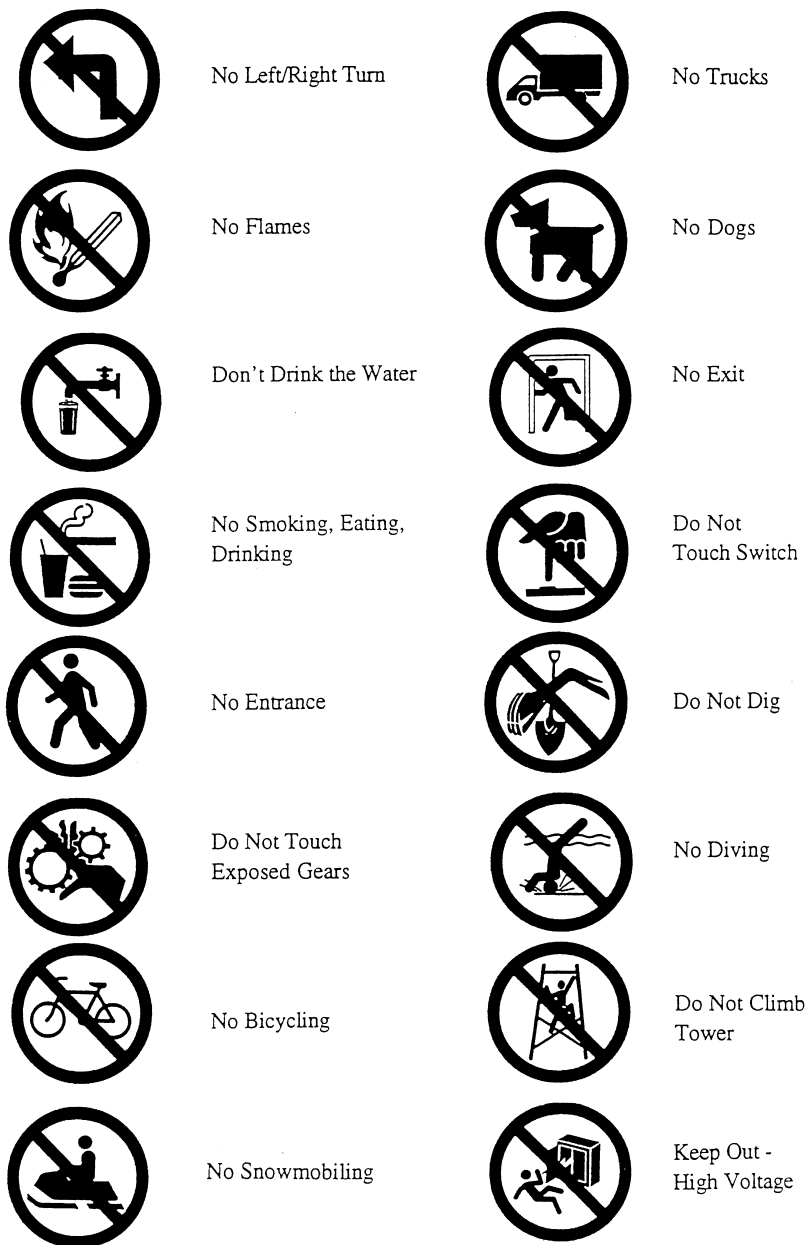 No Left/Right Turn
No Trucks
No Flames
No Dogs
Don't Drink the Water
No Exit
No Smoking, Eating,
Drinking
Do Not
Touch Switch
No Entrance
Do Not Dig
Do Not Touch
Exposed Gears
No Diving
No Bicycling
Do Not Climb
Tower
No Snowmobiling
Keep Out -
High Voltage